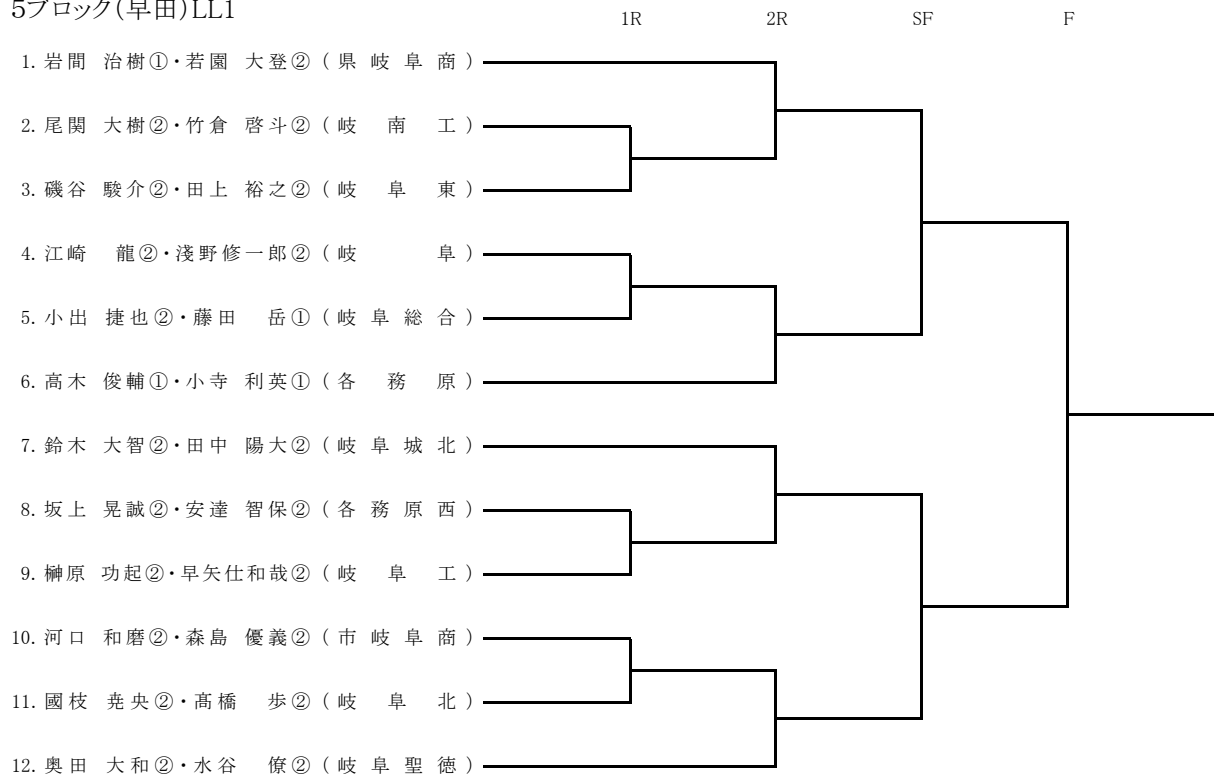 5ブロック(早田)LL1
1R 2R SF F
1. 岩間 治樹①・若園 大登② (県岐阜商)
2. 尾関 大樹②・竹倉 啓斗② (岐南工)
3. 磯谷 駿介②・田上 裕之② (岐阜東)
4. 江崎 龍②・淺野修一郎② (岐阜)
5. 小出 捷也②・藤田 岳① (岐阜総合)
6. 高木 俊輔①・小寺 利英① (各務原)
7. 鈴木 大智②・田中 陽大② (岐阜城北)
8. 坂上 晃誠②・安達 智保② (各務原西)
9. 榊原 功起②・早矢仕和哉② (岐阜工)
10. 河口 和磨②・森島 優義② (市岐阜商)
11. 國枝 尭央②・髙橋 歩② (岐阜北)
12. 奥田 大和②・水谷 僚② (岐阜聖徳)